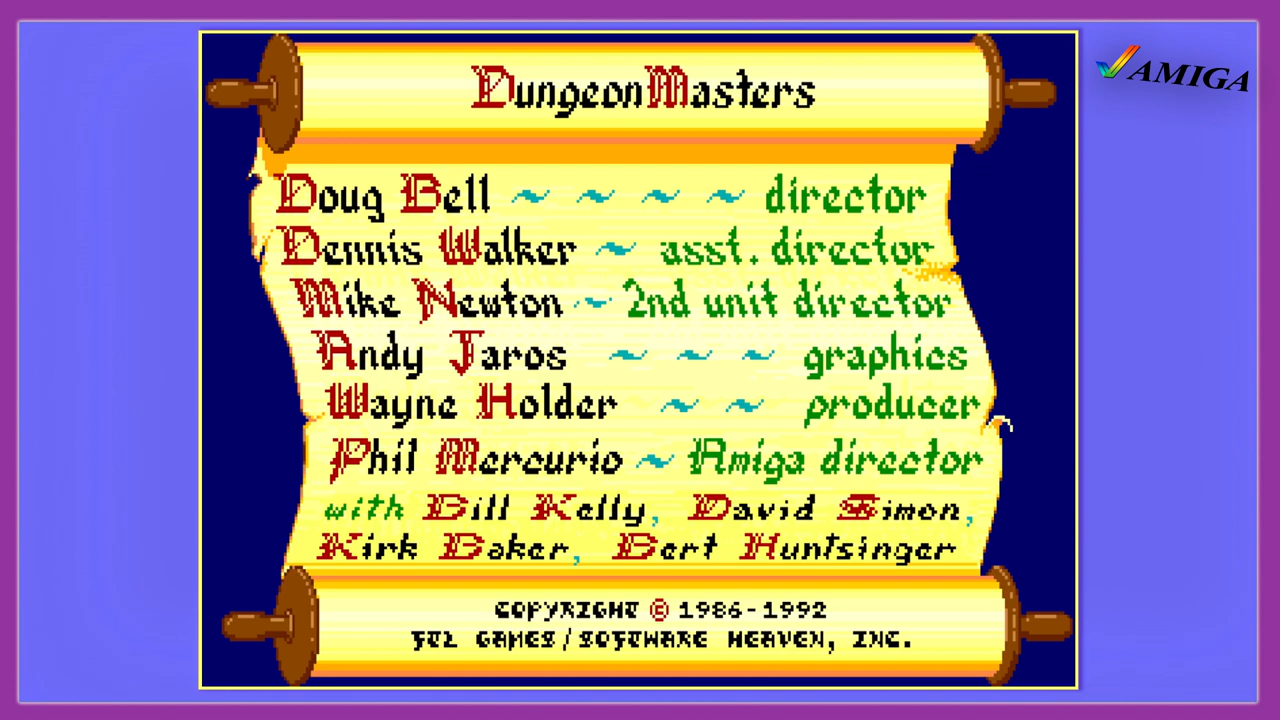 DungeonMasters
AMIGA
Doug Bell ~ ~ ~ ~ director
Dennis Walker ~ asst. director
Mike Newton ~ 2nd unit director
Andy Jaros ~ ~ ~ graphics
Wayne Holder ~ ~ producer
Phil Mercurio ~ Amiga director
with Bill Kelly, David Simon,
Kirk Baker, Bert Huntsinger
COPYRIGHT © 1986-1992
FTL GAMES/SOFTWARE HEAVEN, INC.